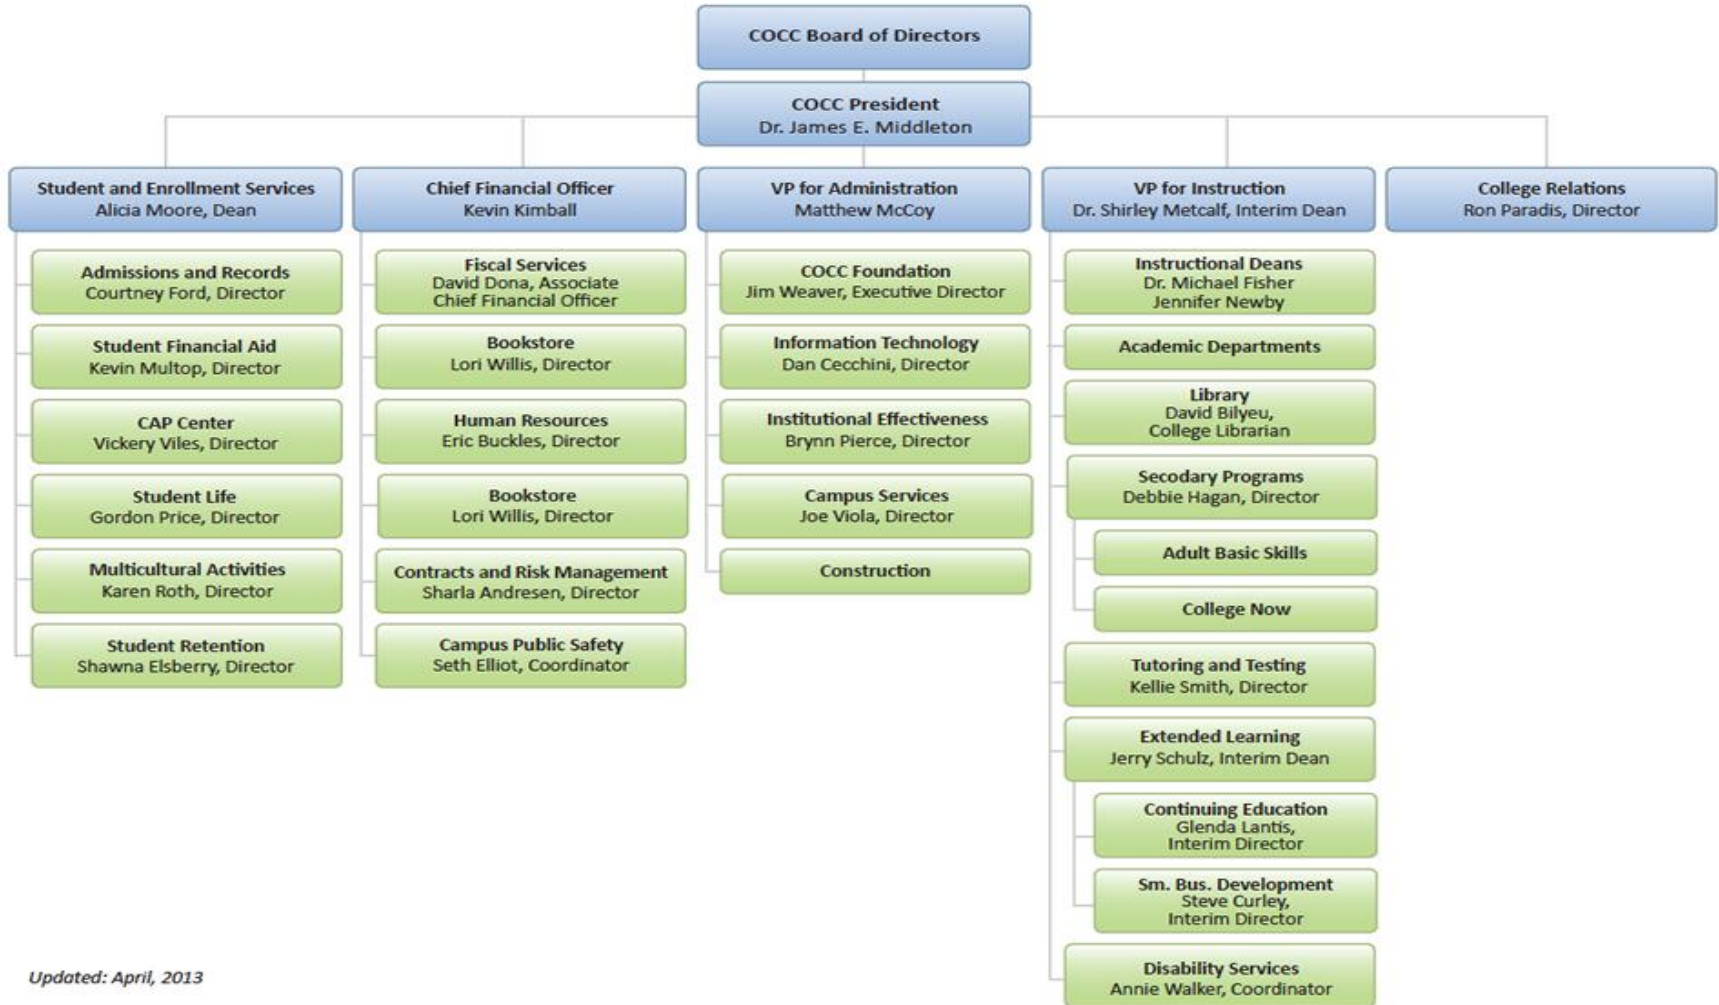 COCC Board of Directors
COCC President
Dr. James E. Middleton
Student and Enrollment Services
Alicia Moore, Dean
Admissions and Records
Courtney Ford, Director
Student Financial Aid
Kevin Multop, Director
CAP Center
Vickery Viles, Director
Student Life
Gordon Price, Director
Multicultural Activities
Karen Roth, Director
Student Retention
Shawna Elsberry, Director
Chief Financial Officer
Kevin Kimball
Fiscal Services
David Dona, Associate
Chief Financial Officer
Bookstore
Lori Willis, Director
Human Resources
Eric Buckles, Director
Bookstore
Lori Willis, Director
Contracts and Risk Management
Sharla Andresen, Director
Campus Public Safety
Seth Elliot, Coordinator
VP for Administration
Matthew McCoy
COCC Foundation
Jim Weaver, Executive Director
Information Technology
Dan Cecchini, Director
Institutional Effectiveness
Brynn Pierce, Director
Campus Services
Joe Viola, Director
Construction
VP for Instruction
Dr. Shirley Metcalf, Interim Dean
Instructional Deans
Dr. Michael Fisher
Jennifer Newby
Academic Departments
Library
David Bilyeu,
College Librarian
Secodary Programs
Debbie Hagan, Director
Adult Basic Skills
College Now
Tutoring and Testing
Kellie Smith, Director
Extended Learning
Jerry Schulz, Interim Dean
Continuing Education
Glenda Lantis,
Interim Director
Sm. Bus. Development
Steve Curley,
Interim Director
Disability Services
Annie Walker, Coordinator
College Relations
Ron Paradis, Director
Updated: April, 2013